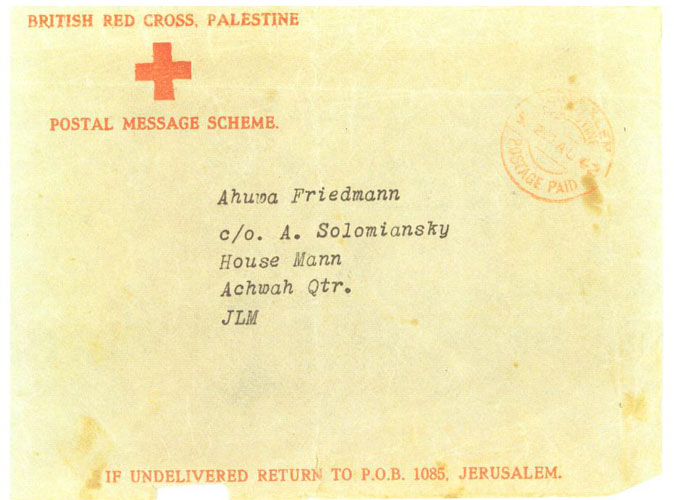 BRITISH RED CROSS, PALESTINE
POSTAL MESSAGE SCHEME.
POSTAGE PAID
Ahuwa Friedmann
c/o. A. Solomiansky
House Mann
Achwah Qtr.
JLM
IF UNDELIVERED RETURN TO P.O.B. 1085, JERUSALEM.